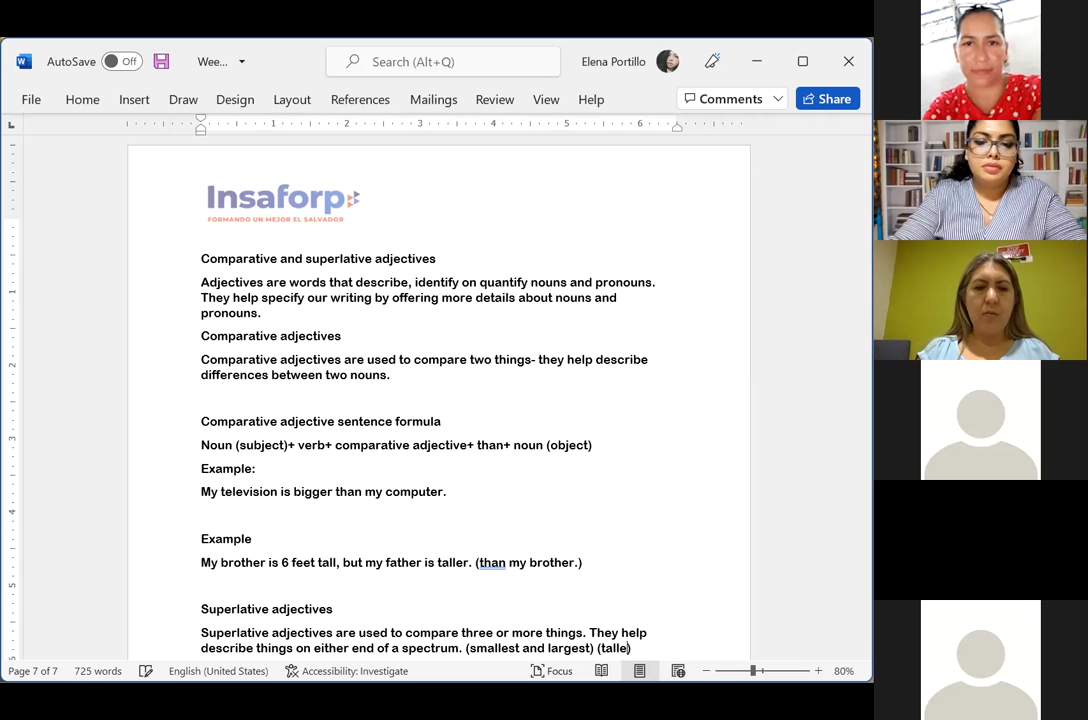 AutoSave Off Wee... Search (Alt+Q) Elena Portillo
File Home Insert Draw Design Layout References Mailings Review View Help Comments Share
1 2 3 4 5 6
Insaforp
FORMANDO UN MEJOR EL SALVADOR
Comparative and superlative adjectives
Adjectives are words that describe, identify on quantify nouns and pronouns.
They help specify our writing by offering more details about nouns and
pronouns.
Comparative adjectives
Comparative adjectives are used to compare two things- they help describe
differences between two nouns.
Comparative adjective sentence formula
Noun (subject)+ verb+ comparative adjective+ than+ noun (object)
Example:
My television is bigger than my computer.
Example
My brother is 6 feet tall, but my father is taller. (than my brother.)
Superlative adjectives
Superlative adjectives are used to compare three or more things. They help
describe things on either end of a spectrum. (smallest and largest) (talle)
Page 7 of 7 725 words English (United States) Accessibility: Investigate Focus 80%